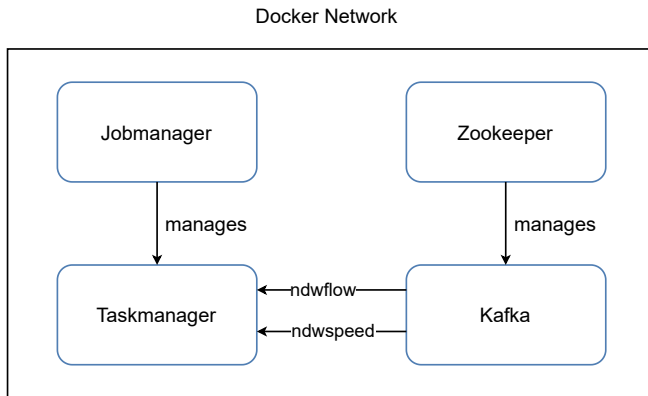 Docker Network
Jobmanager
Zookeeper
manages
manages
Taskmanager
ndwflow
ndwspeed
Kafka